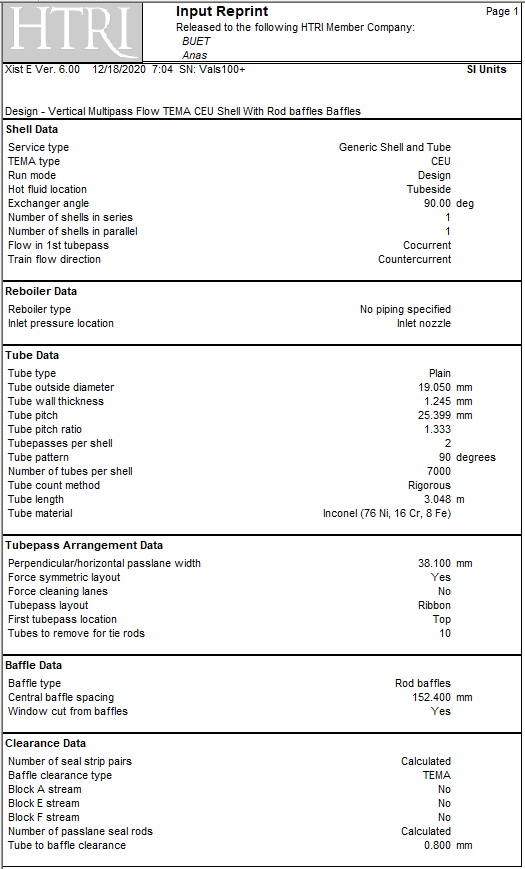 HTRI
Input Reprint Page 1
Released to the following HTRI Member Company:
BUET
Anas
Xist E Ver. 6.00 12/18/2020 7:04 SN: Vals100+ SI Units
Design - Vertical Multipass Flow TEMA CEU Shell With Rod baffles Baffles
Shell Data
Service type Generic Shell and Tube
TEMA type CEU
Run mode Design
Hot fluid location Tubeside
Exchanger angle 90.00 deg
Number of shells in series 1
Number of shells in parallel 1
Flow in 1st tubepass Cocurrent
Train flow direction Countercurrent
Reboiler Data
Reboiler type No piping specified
Inlet pressure location Inlet nozzle
Tube Data
Tube type Plain
Tube outside diameter 19.050 mm
Tube wall thickness 1.245 mm
Tube pitch 25.399 mm
Tube pitch ratio 1.333
Tubepasses per shell 2
Tube pattern 90 degrees
Number of tubes per shell 7000
Tube count method Rigorous
Tube length 3.048 m
Tube material Inconel (76 Ni, 16 Cr, 8 Fe)
Tubepass Arrangement Data
Perpendicular/horizontal passlane width 38.100 mm
Force symmetric layout Yes
Force cleaning lanes No
Tubepass layout Ribbon
First tubepass location Top
Tubes to remove for tie rods 10
Baffle Data
Baffle type Rod baffles
Central baffle spacing 152.400 mm
Window cut from baffles Yes
Clearance Data
Number of seal strip pairs Calculated
Baffle clearance type TEMA
Block A stream No
Block E stream No
Block F stream No
Number of passlane seal rods Calculated
Tube to baffle clearance 0.800 mm